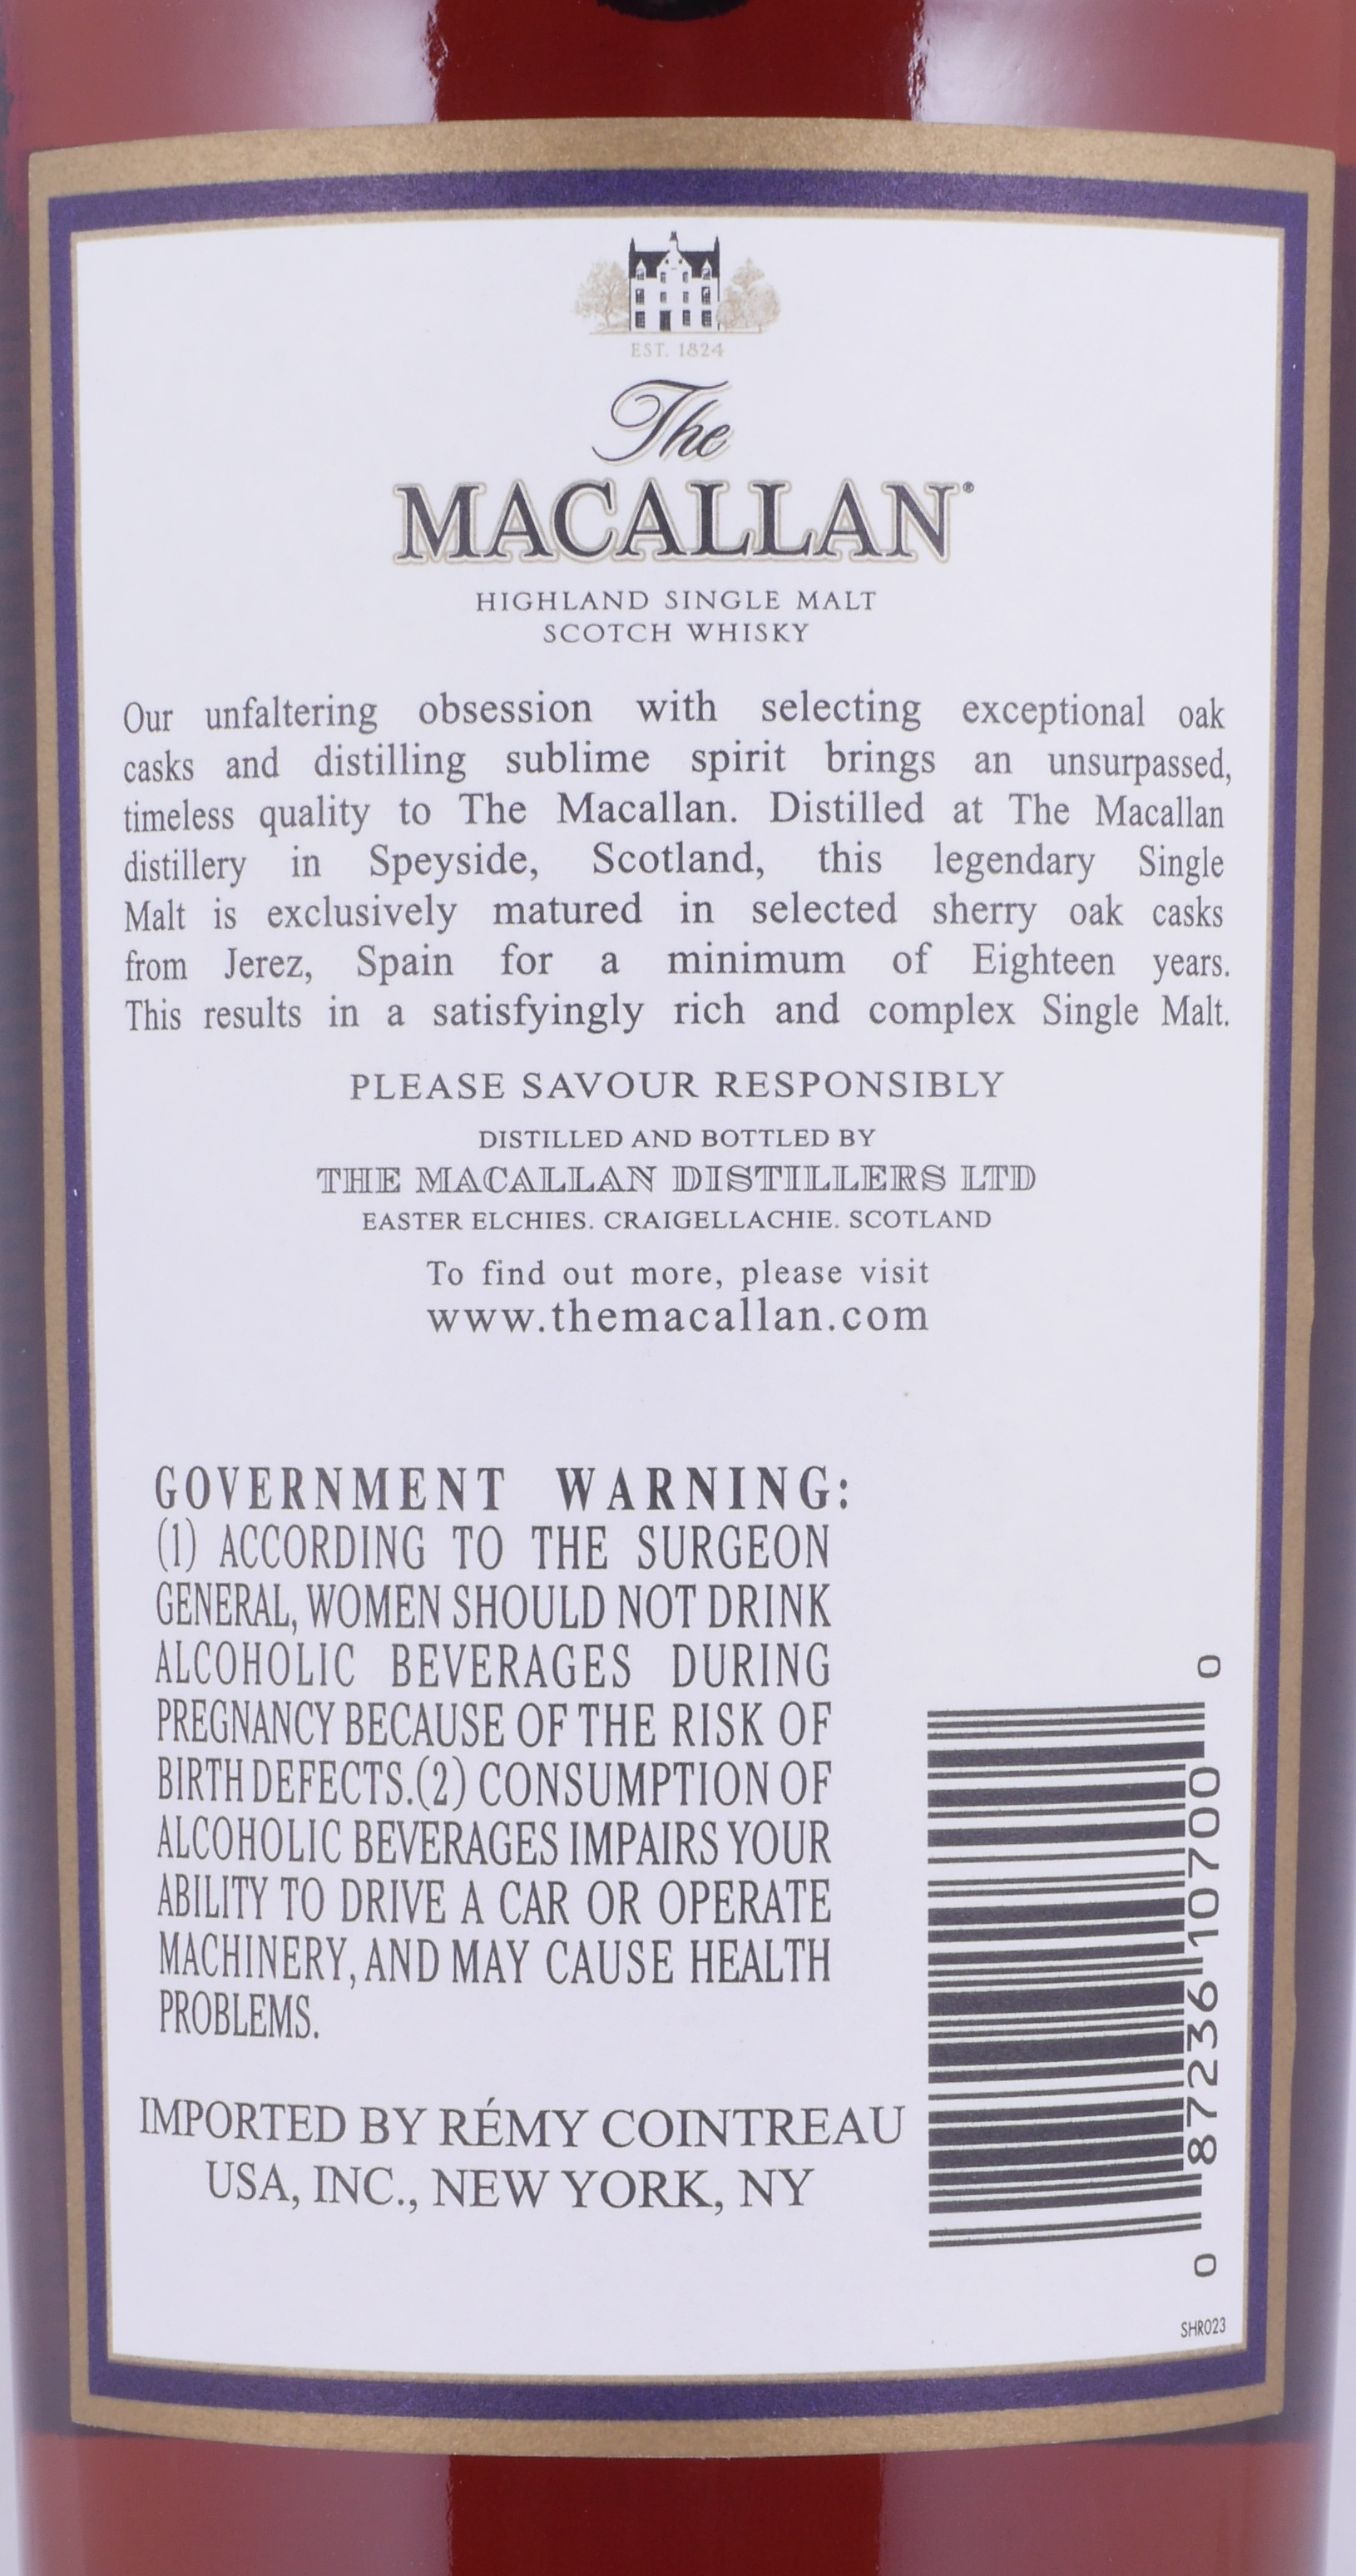 EST. 1824
The
MACALLAN®
HIGHLAND SINGLE MALT
SCOTCH WHISKY
Our unfaltering obsession with selecting exceptional oak
casks and distilling sublime spirit brings an unsurpassed,
timeless quality to The Macallan. Distilled at The Macallan
distillery in Speyside, Scotland, this legendary Single
Malt is exclusively matured in selected sherry oak casks
from Jerez, Spain for a minimum of Eighteen years.
This results in a satisfyingly rich and complex Single Malt.
PLEASE SAVOUR RESPONSIBLY
DISTILLED AND BOTTLED BY
THE MACALLAN DISTILLERS LTD
EASTER ELCHIES. CRAIGELLACHIE. SCOTLAND
To find out more, please visit
www.themacallan.com
GOVERNMENT WARNING:
(1) ACCORDING TO THE SURGEON
GENERAL, WOMEN SHOULD NOT DRINK
ALCOHOLIC BEVERAGES DURING
PREGNANCY BECAUSE OF THE RISK OF
BIRTH DEFECTS.(2) CONSUMPTION OF
ALCOHOLIC BEVERAGES IMPAIRS YOUR
ABILITY TO DRIVE A CAR OR OPERATE
MACHINERY, AND MAY CAUSE HEALTH
PROBLEMS.
IMPORTED BY RÉMY COINTREAU
USA, INC., NEW YORK, NY
0 87236 10700 0
SHR023